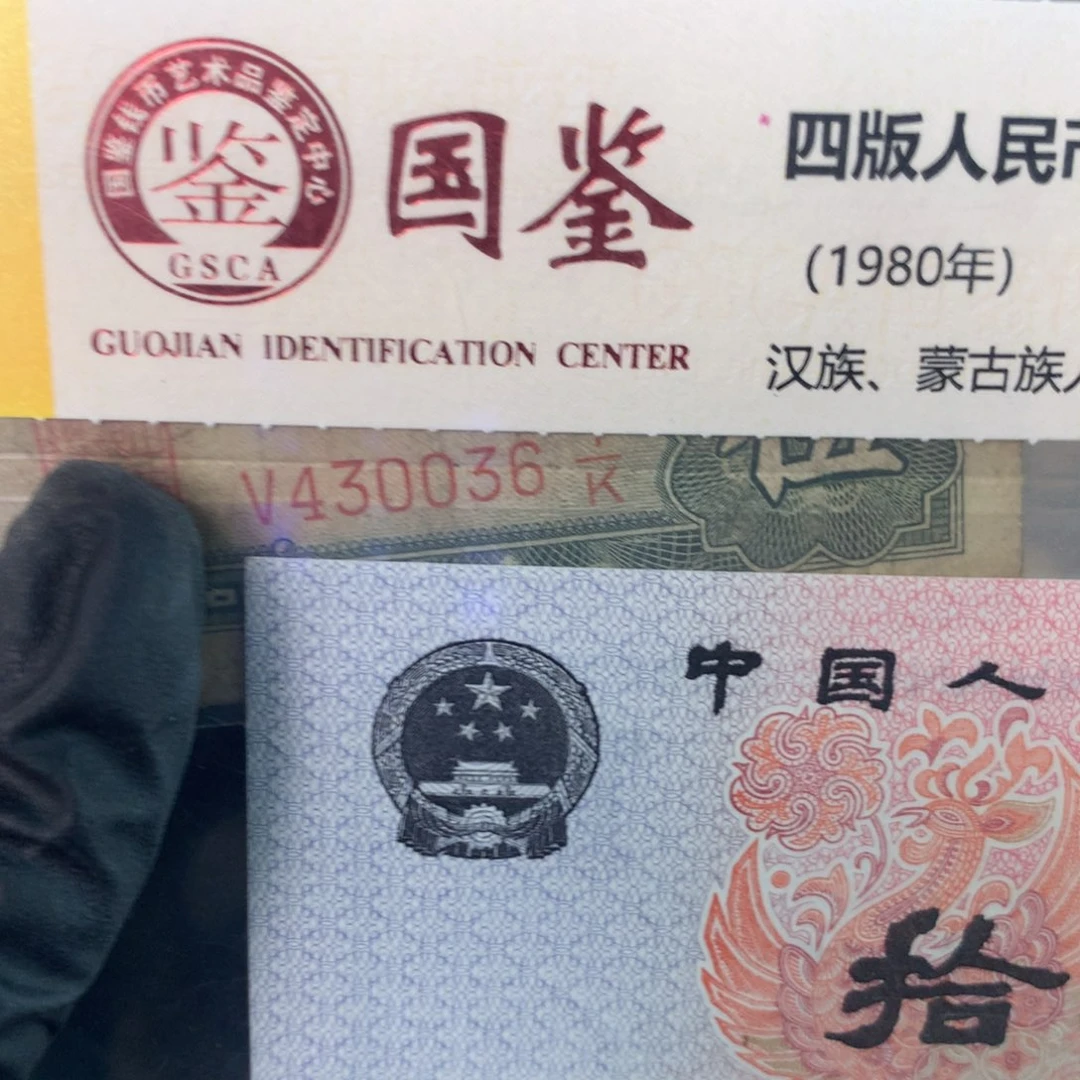 国鉴钱币艺术品鉴定中心
鉴
GSCA
国鉴
GUOJIAN IDENTIFICATION CENTER
四版人民币
(1980年)
汉族、蒙古族人
V430036
K
伍
中国人
拾